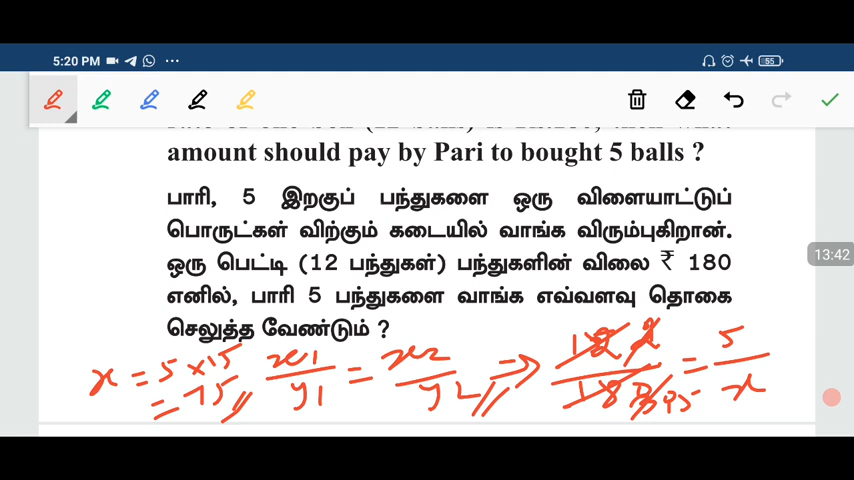 5:20 PM ... 55
amount should pay by Pari to bought 5 balls ?
பாரி, 5 இறகுப் பந்துகளை ஒரு விளையாட்டுப்
பொருட்கள் விற்கும் கடையில் வாங்க விரும்புகிறான்.
ஒரு பெட்டி (12 பந்துகள்) பந்துகளின் விலை ₹ 180
எனில், பாரி 5 பந்துகளை வாங்க எவ்வளவு தொகை
செலுத்த வேண்டும் ?
13:42
x = 5 × 15
= 75
x1/y1 = x2/y2 ⇒
= 5/x